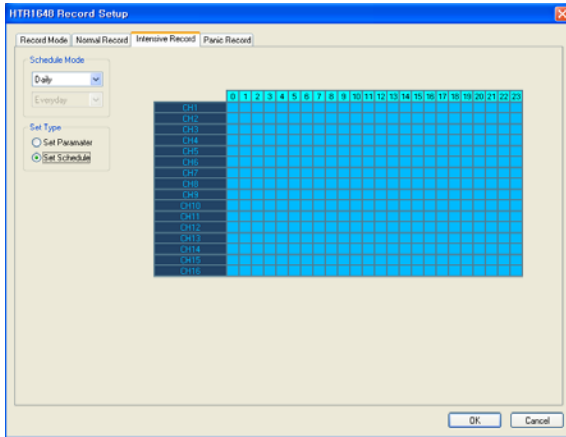 HTR1648 Record Setup
Record Mode Normal Record Intensive Record Panic Record
Schedule Mode
Daily
Everyday
Set Type
Set Paramater
Set Schedule
0 1 2 3 4 5 6 7 8 9 10 11 12 13 14 15 16 17 18 19 20 21 22 23
CH1
CH2
CH3
CH4
CH5
CH6
CH7
CH8
CH9
CH10
CH11
CH12
CH13
CH14
CH15
CH16
OK Cancel